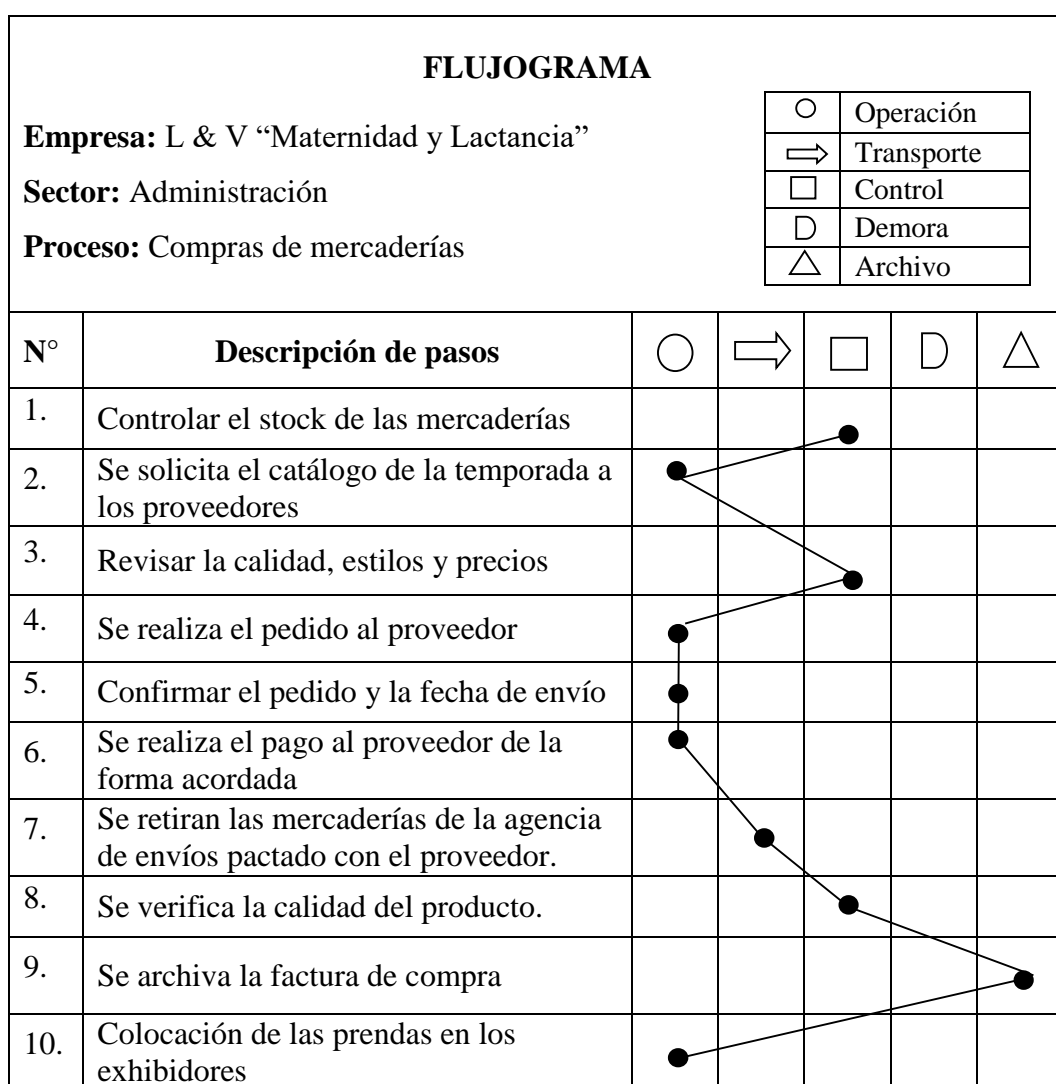 FLUJOGRAMA
Empresa: L & V “Maternidad y Lactancia”
Sector: Administración
Proceso: Compras de mercaderías
Operación
Transporte
Control
Demora
Archivo
N° Descripción de pasos
1. Controlar el stock de las mercaderías
2. Se solicita el catálogo de la temporada a
los proveedores
3. Revisar la calidad, estilos y precios
4. Se realiza el pedido al proveedor
5. Confirmar el pedido y la fecha de envío
6. Se realiza el pago al proveedor de la
forma acordada
7. Se retiran las mercaderías de la agencia
de envíos pactado con el proveedor.
8. Se verifica la calidad del producto.
9. Se archiva la factura de compra
10. Colocación de las prendas en los
exhibidores